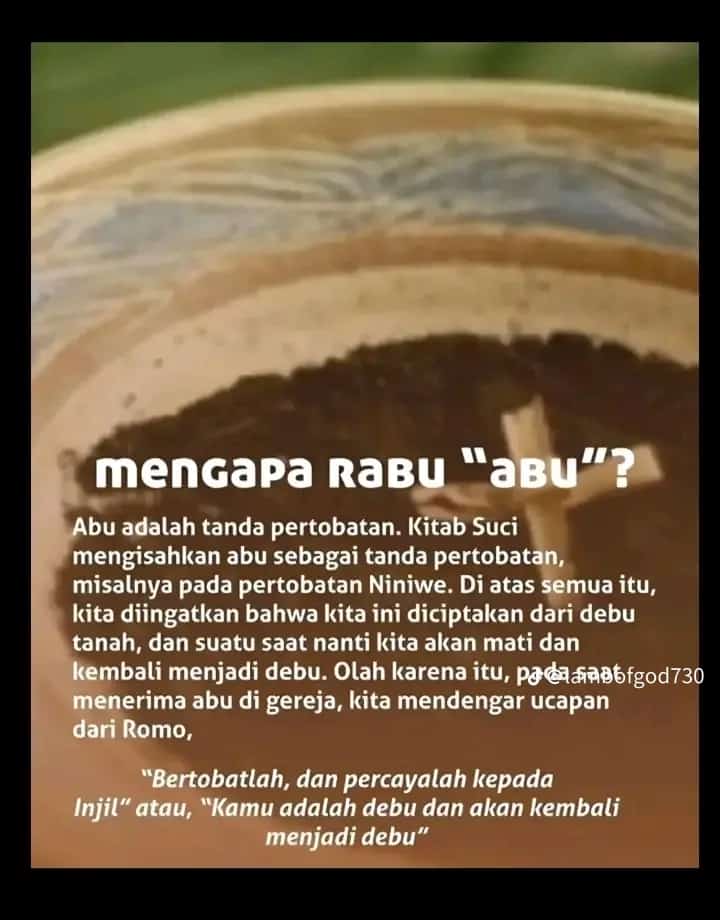 mengapa Rabu “abu”?
Abu adalah tanda pertobatan. Kitab Suci
mengisahkan abu sebagai tanda pertobatan,
misalnya pada pertobatan Niniwe. Di atas semua itu,
kita diingatkan bahwa kita ini diciptakan dari debu
tanah, dan suatu saat nanti kita akan mati dan
kembali menjadi debu. Olah karena itu, pada saat
@lambofgod730
menerima abu di gereja, kita mendengar ucapan
dari Romo,
“Bertobatlah, dan percayalah kepada
Injil” atau, “Kamu adalah debu dan akan kembali
menjadi debu”